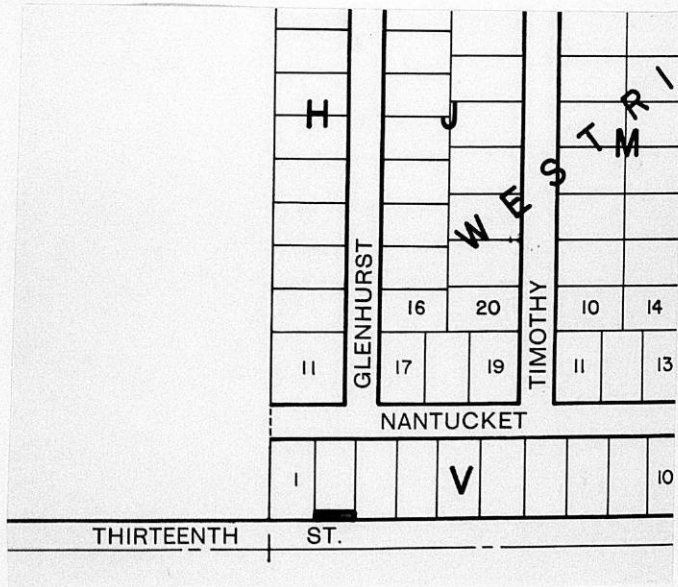 H
J
M
WESTRI
GLENHURST
TIMOTHY
16
20
10
14
11
17
19
11
13
NANTUCKET
1
V
10
THIRTEENTH ST.